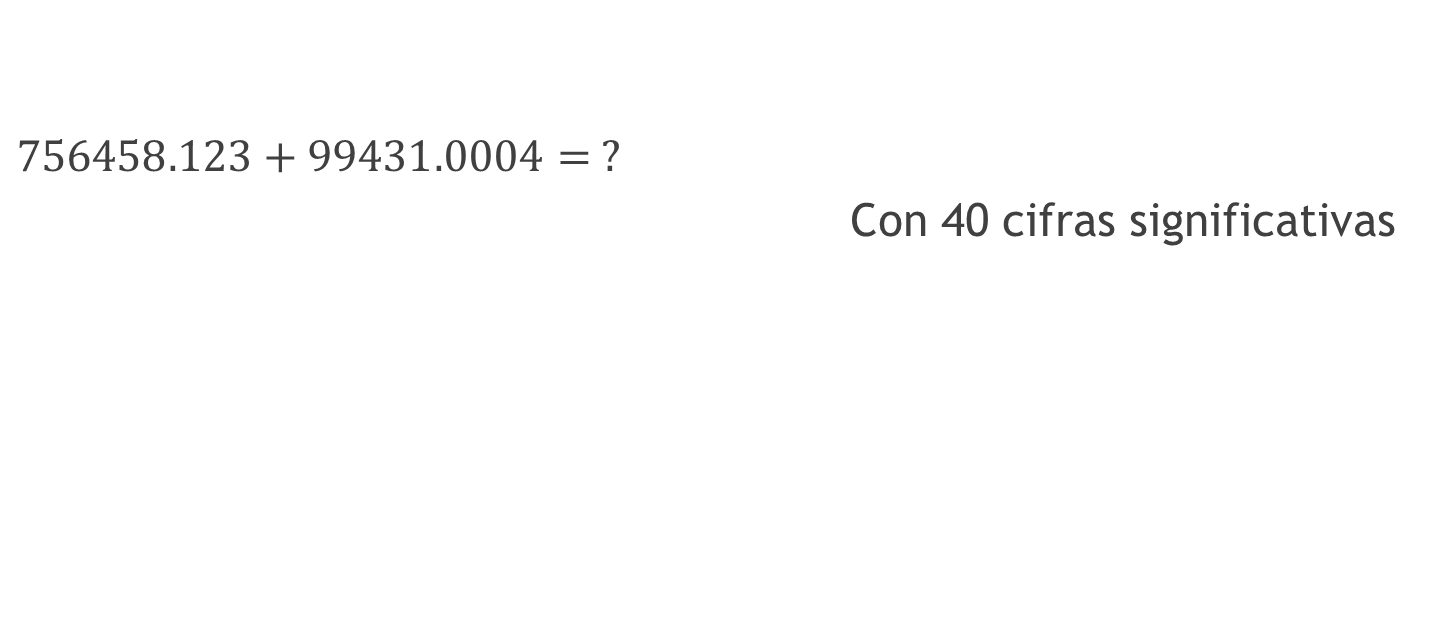 756458.123 + 99431.0004 = ?
Con 40 cifras significativas